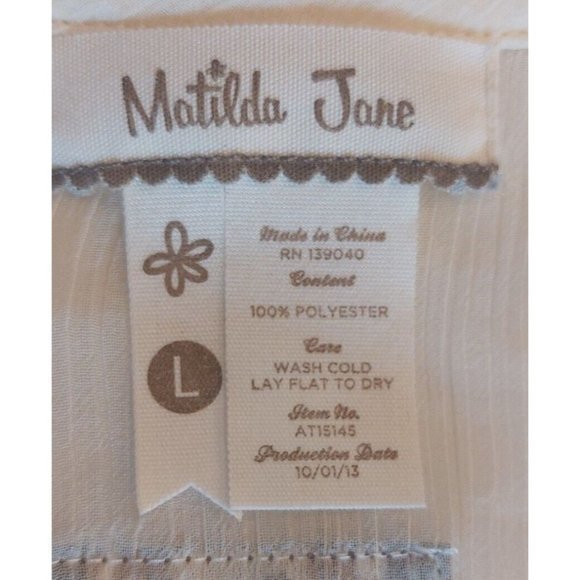 Matilda Jane
Made in China
RN 139040
Content
100% POLYESTER
Care
WASH COLD
LAY FLAT TO DRY
Item No.
AT15145
Production Date
10/01/13
L